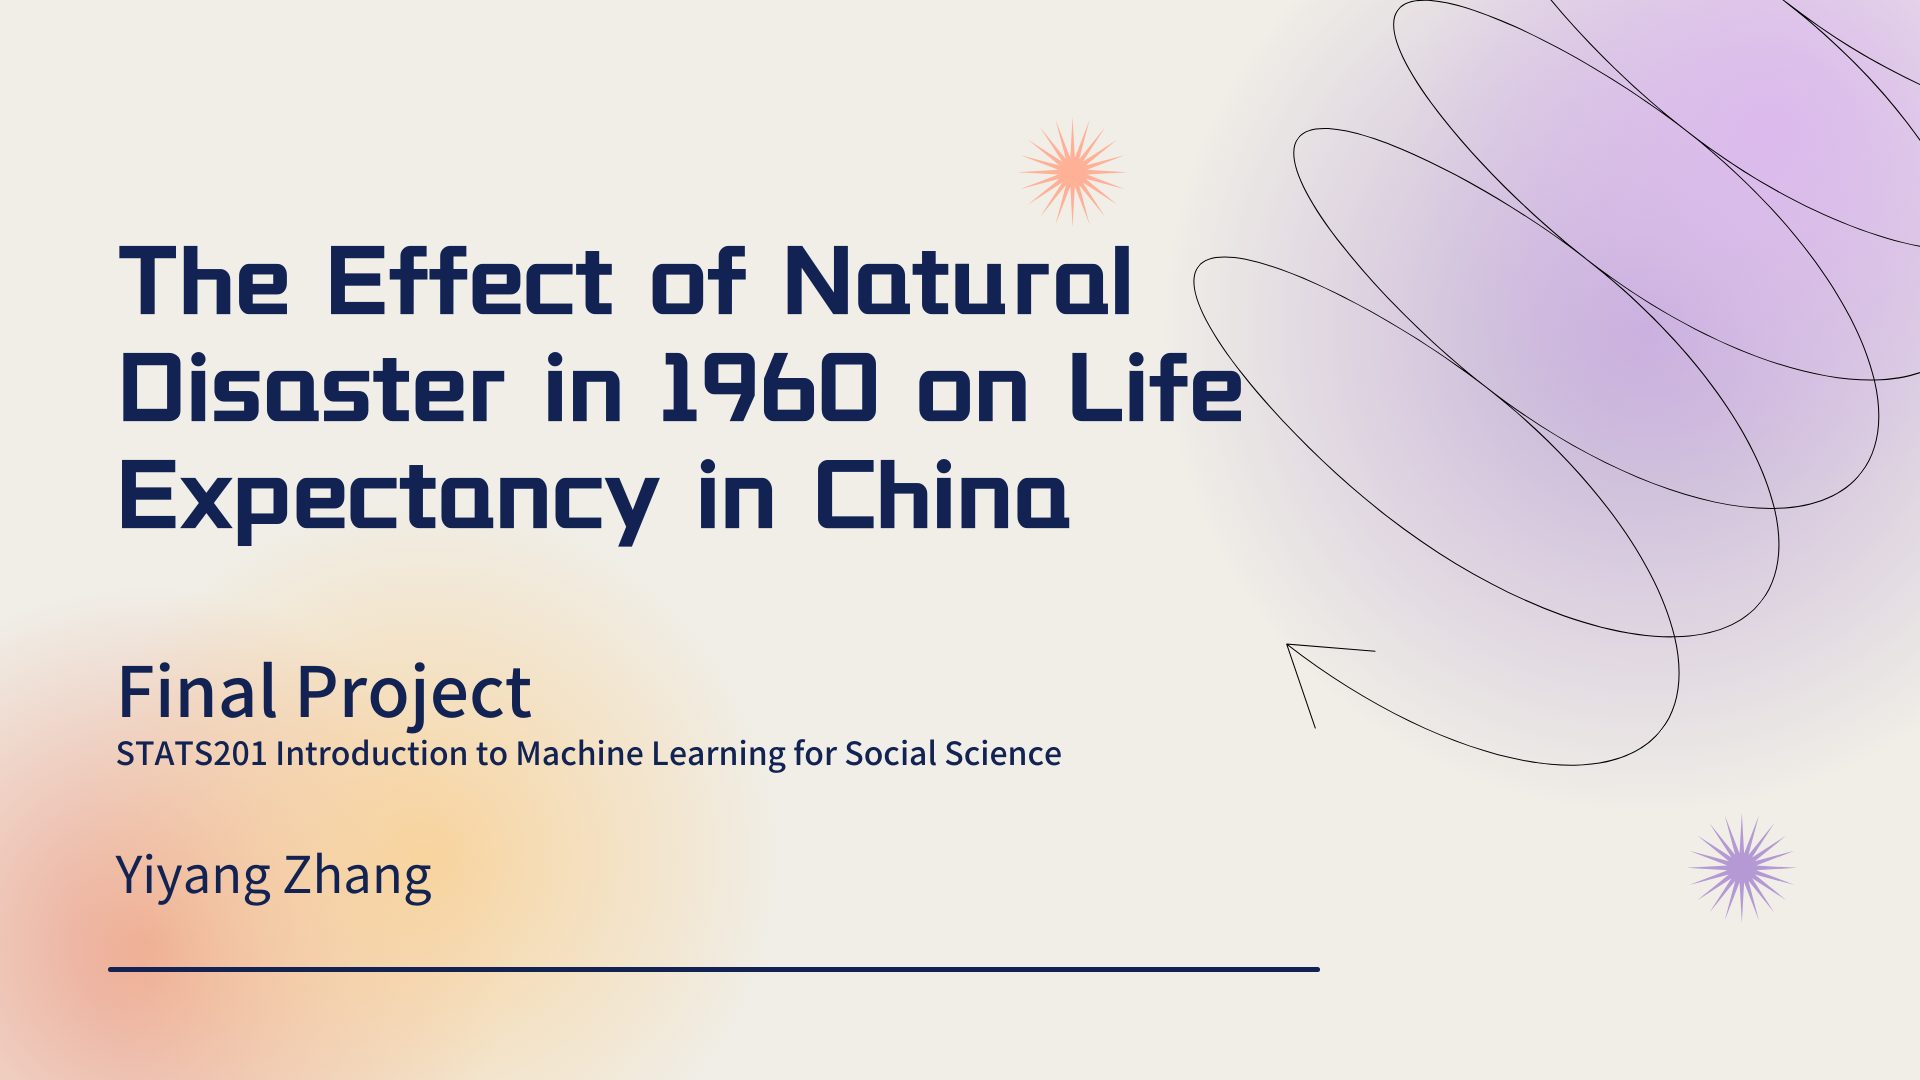 The Effect of Natural
Disaster in 1960 on Life
Expectancy in China
Final Project
STATS201 Introduction to Machine Learning for Social Science
Yiyang Zhang